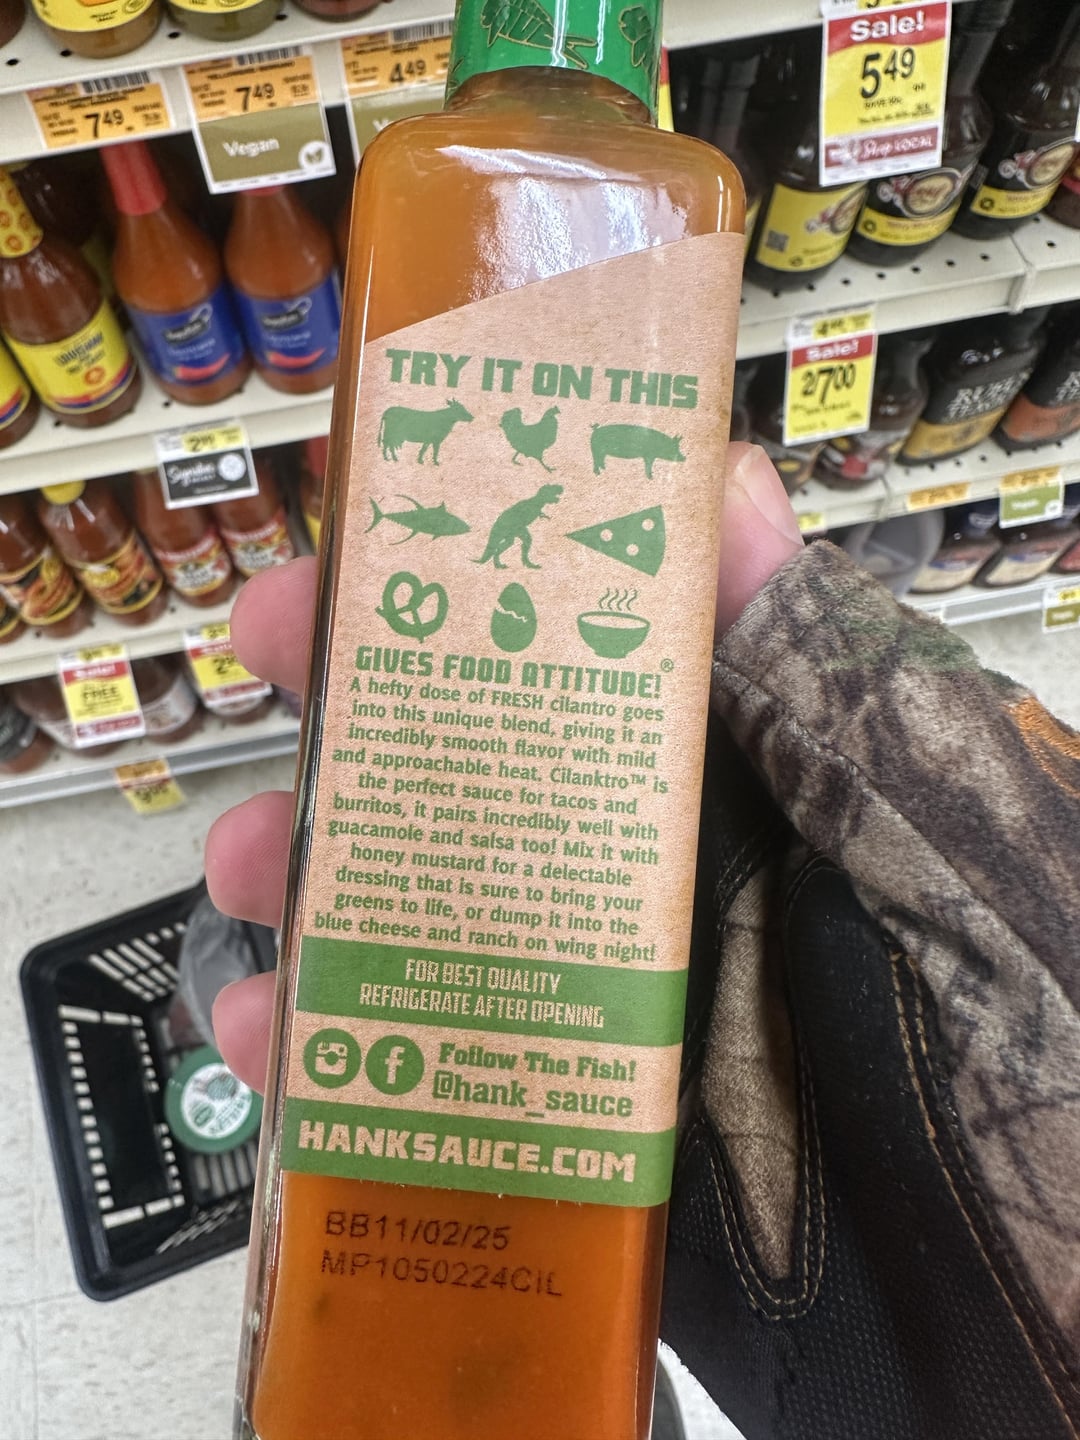 7.49
7.49
4.49
Vegan
Sale!
5.49
Shop LOCAL
Sale!
2/7.00
Vegan
Signature
FREE
TRY IT ON THIS
GIVES FOOD ATTITUDE!®
A hefty dose of FRESH cilantro goes
into this unique blend, giving it an
incredibly smooth flavor with mild
and approachable heat. Cilanktro™ is
the perfect sauce for tacos and
burritos, it pairs incredibly well with
guacamole and salsa too! Mix it with
honey mustard for a delectable
dressing that is sure to bring your
greens to life, or dump it into the
blue cheese and ranch on wing night!
FOR BEST QUALITY
REFRIGERATE AFTER OPENING
Follow The Fish!
@hank_sauce
HANKSAUCE.COM
BB11/02/25
MP1050224CIL